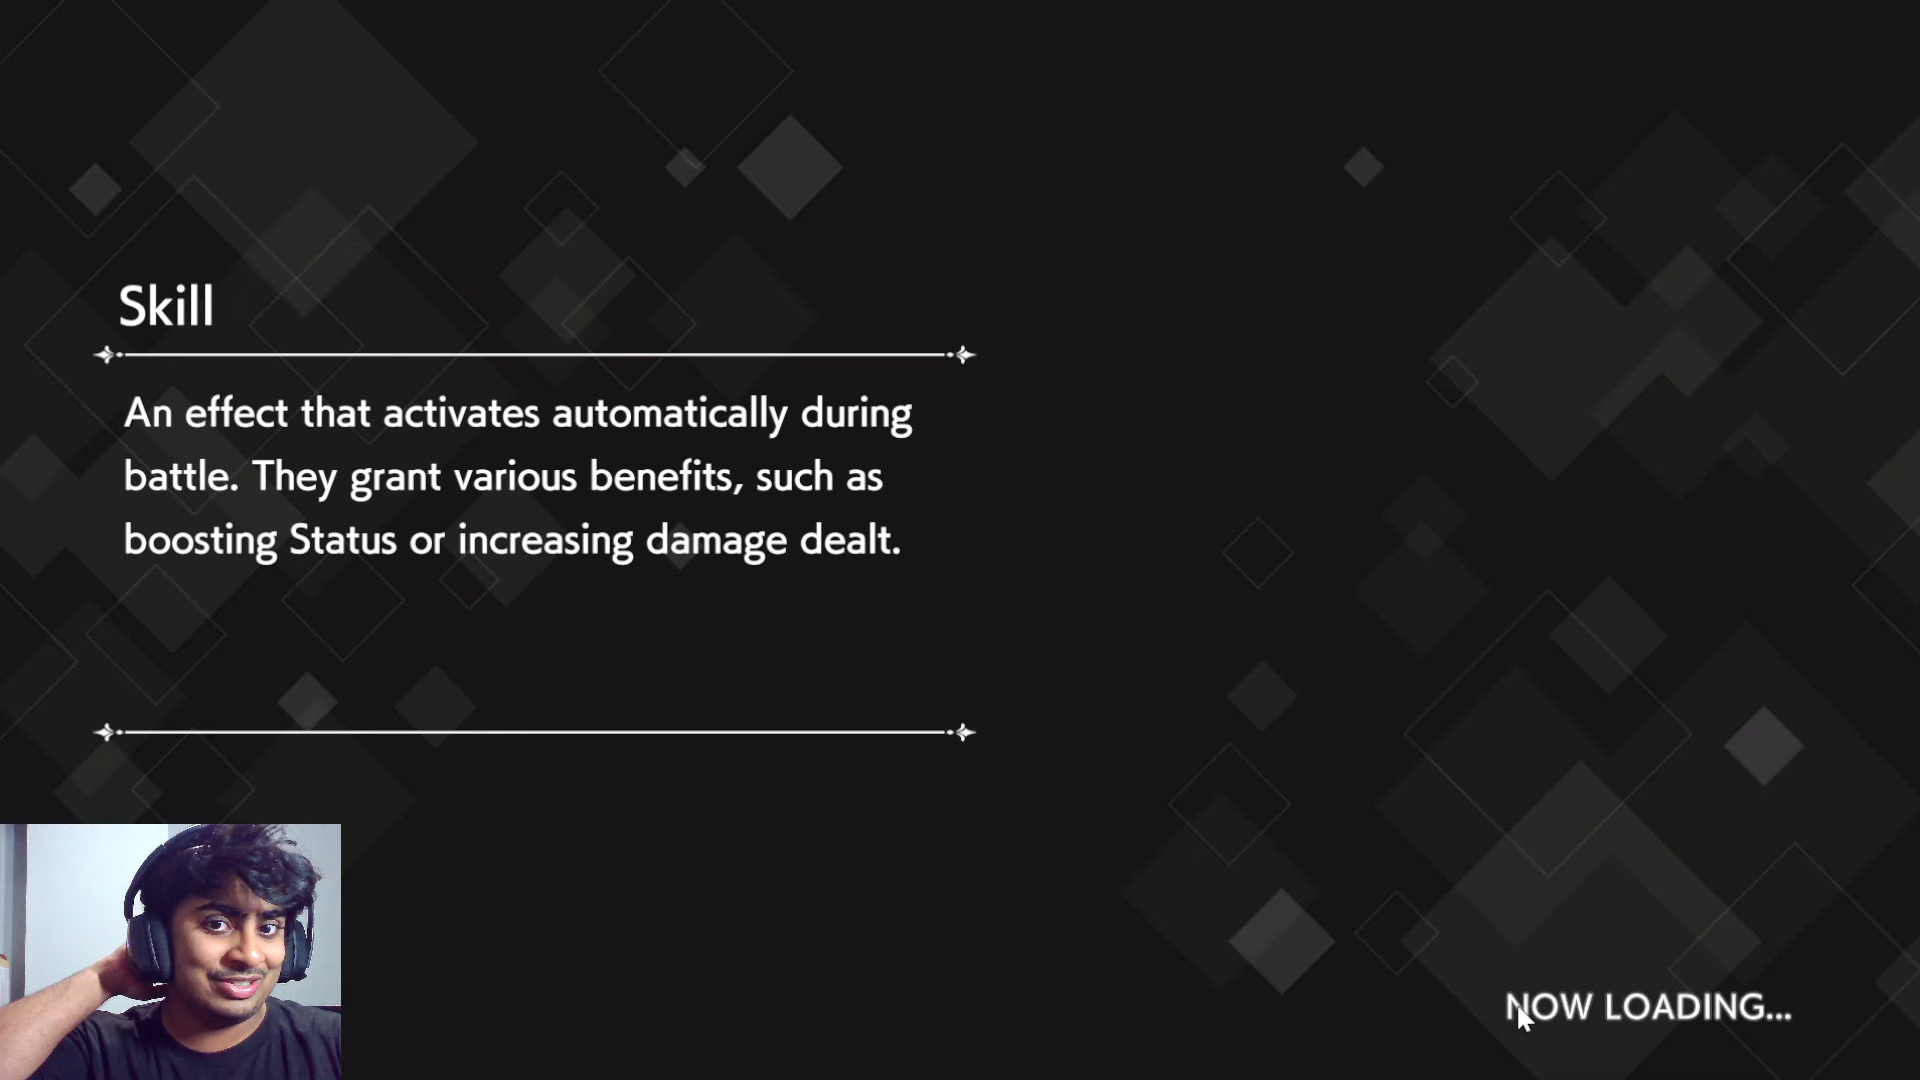 Skill
An effect that activates automatically during
battle. They grant various benefits, such as
boosting Status or increasing damage dealt.
NOW LOADING...